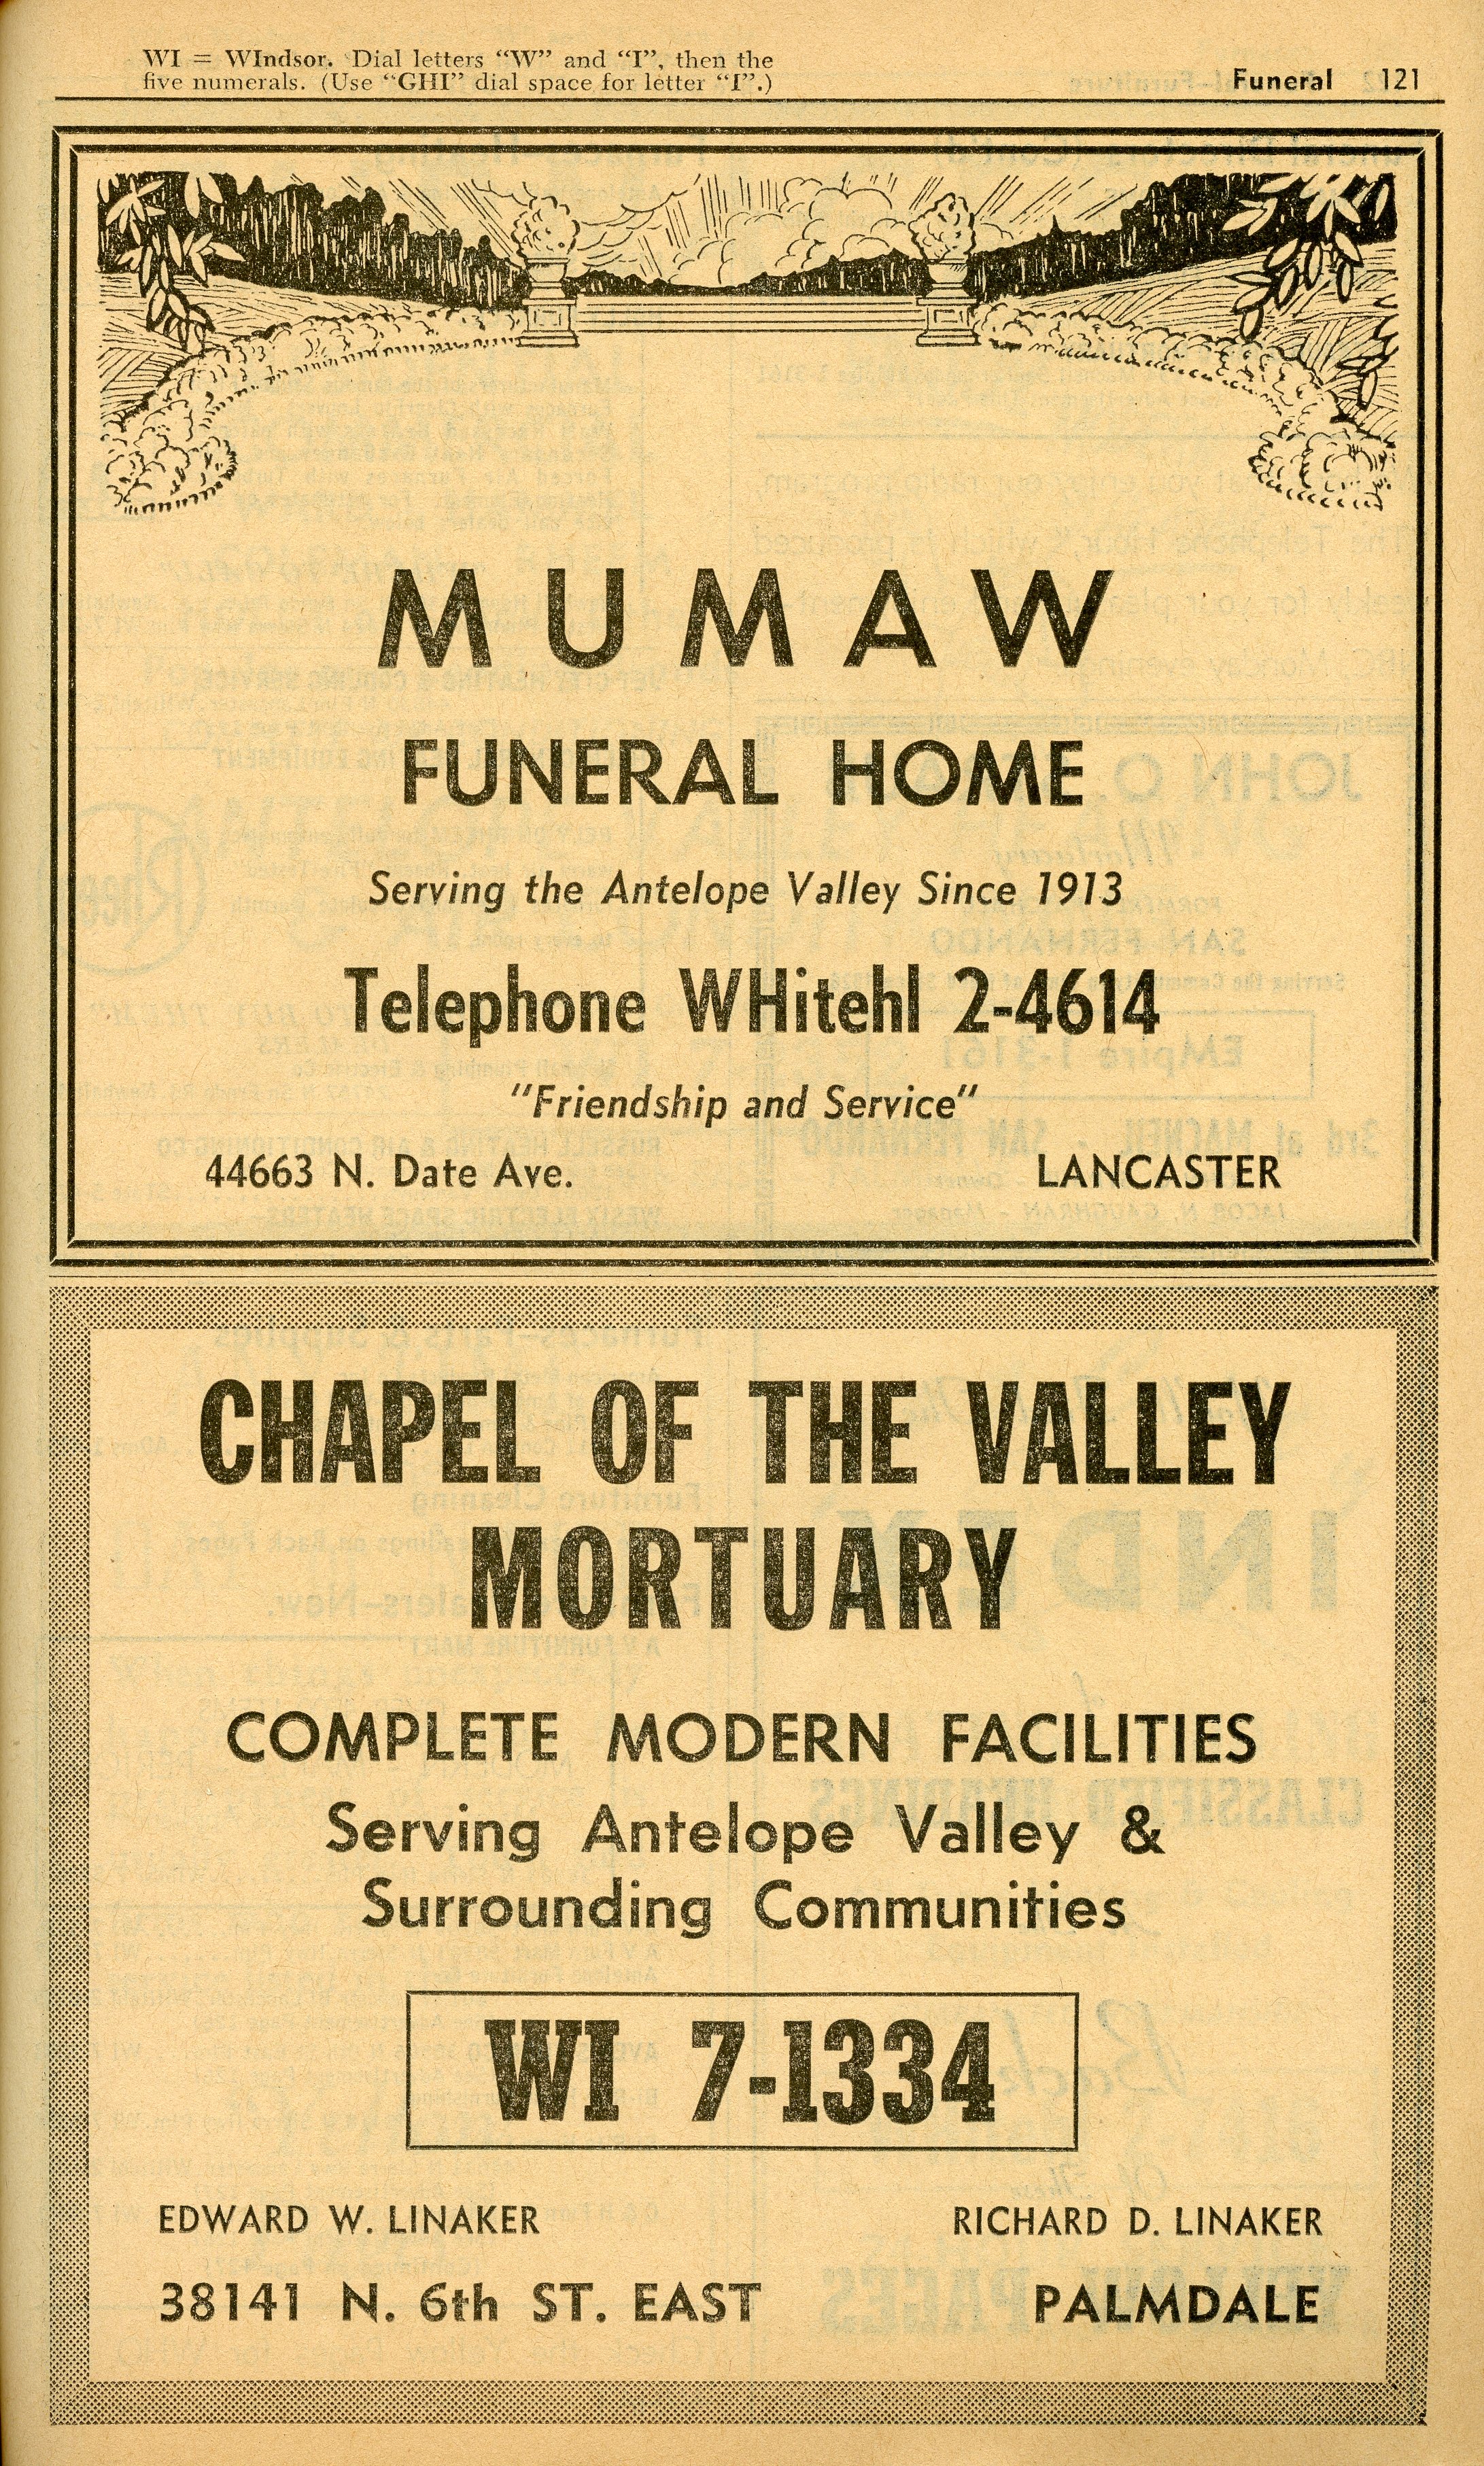 WI = WIndsor. Dial letters “W” and “I”, then the
five numerals. (Use “GHI” dial space for letter “I”.)
Funeral 121
MUMAW
FUNERAL HOME
Serving the Antelope Valley Since 1913
Telephone WHitehl 2-4614
"Friendship and Service"
44663 N. Date Ave. LANCASTER
CHAPEL OF THE VALLEY
MORTUARY
COMPLETE MODERN FACILITIES
Serving Antelope Valley &
Surrounding Communities
WI 7-1334
EDWARD W. LINAKER RICHARD D. LINAKER
38141 N. 6th ST. EAST PALMDALE